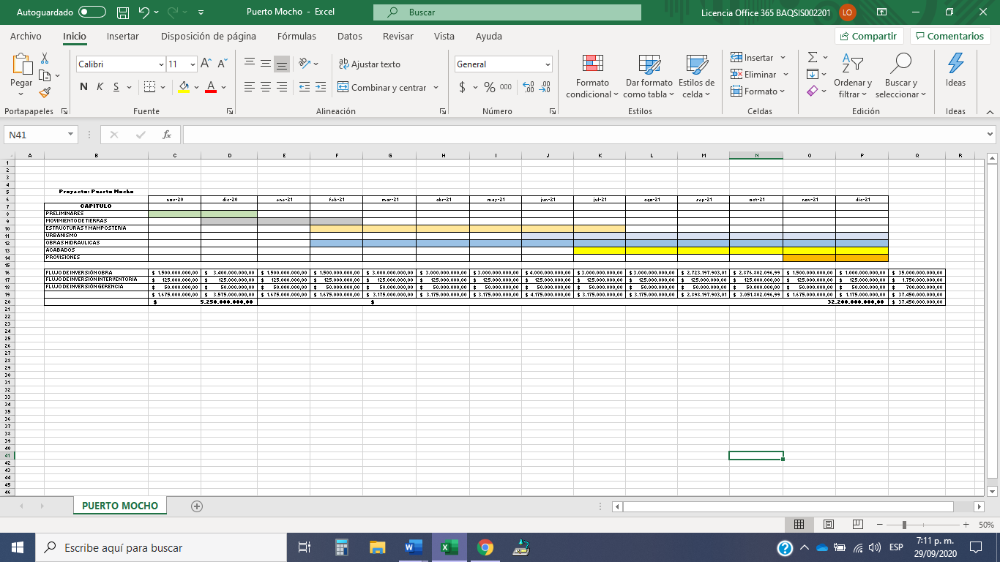 Autoguardado
Puerto Mocho - Excel
Buscar
Licencia Office 365 BAQSIS002201 LO
Archivo Inicio Insertar Disposición de página Fórmulas Datos Revisar Vista Ayuda Compartir Comentarios
Pegar
Calibri 11
N K S
Ajustar texto
Combinar y centrar
General
$ % 000
Formato condicional
Dar formato como tabla
Estilos de celda
Insertar
Eliminar
Formato
Ordenar y filtrar
Buscar y seleccionar
Ideas
Portapapeles Fuente Alineación Número Estilos Celdas Edición Ideas
N41 fx
A B C D E F G H I J K L M N O P Q R
5 Proyecto: Puerto Mocho
6 nov-20 dic-20 ene-21 feb-21 mar-21 abr-21 may-21 jun-21 jul-21 ago-21 sep-21 oct-21 nov-21 dic-21
7 CAPITULO
8 PRELIMINARES
9 MOVIMIENTO DE TIERRAS
10 ESTRUCTURAS Y MAMPOSTERIA
11 URBANISMO
12 OBRAS HIDRAULICAS
13 ACABADOS
14 PROVISIONES
16 FLUJO DE INVERSIÓN OBRA $ 1.500.000.000,00 $ 3.400.000.000,00 $ 1.500.000.000,00 $ 1.500.000.000,00 $ 3.000.000.000,00 $ 3.000.000.000,00 $ 3.000.000.000,00 $ 4.000.000.000,00 $ 3.000.000.000,00 $ 3.000.000.000,00 $ 2.723.197.903,01 $ 2.876.802.096,99 $ 1.500.000.000,00 $ 1.000.000.000,00 $ 35.000.000.000,00
17 FLUJO DE INVERSIÓN INTERVENTORIA $ 125.000.000,00 $ 125.000.000,00 $ 125.000.000,00 $ 125.000.000,00 $ 125.000.000,00 $ 125.000.000,00 $ 125.000.000,00 $ 125.000.000,00 $ 125.000.000,00 $ 125.000.000,00 $ 125.000.000,00 $ 125.000.000,00 $ 125.000.000,00 $ 125.000.000,00 $ 1.750.000.000,00
18 FLUJO DE INVERSIÓN GERENCIA $ 50.000.000,00 $ 50.000.000,00 $ 50.000.000,00 $ 50.000.000,00 $ 50.000.000,00 $ 50.000.000,00 $ 50.000.000,00 $ 50.000.000,00 $ 50.000.000,00 $ 50.000.000,00 $ 50.000.000,00 $ 50.000.000,00 $ 50.000.000,00 $ 50.000.000,00 $ 700.000.000,00
19 $ 1.675.000.000,00 $ 3.575.000.000,00 $ 1.675.000.000,00 $ 1.675.000.000,00 $ 3.175.000.000,00 $ 3.175.000.000,00 $ 3.175.000.000,00 $ 4.175.000.000,00 $ 3.175.000.000,00 $ 3.175.000.000,00 $ 2.898.197.903,01 $ 3.051.802.096,99 $ 1.675.000.000,00 $ 1.175.000.000,00 $ 37.450.000.000,00
20 $ 5.250.000.000,00 $ 32.200.000.000,00 $ 37.450.000.000,00
PUERTO MOCHO
50%
Escribe aquí para buscar
ESP
7:11 p. m.
29/09/2020